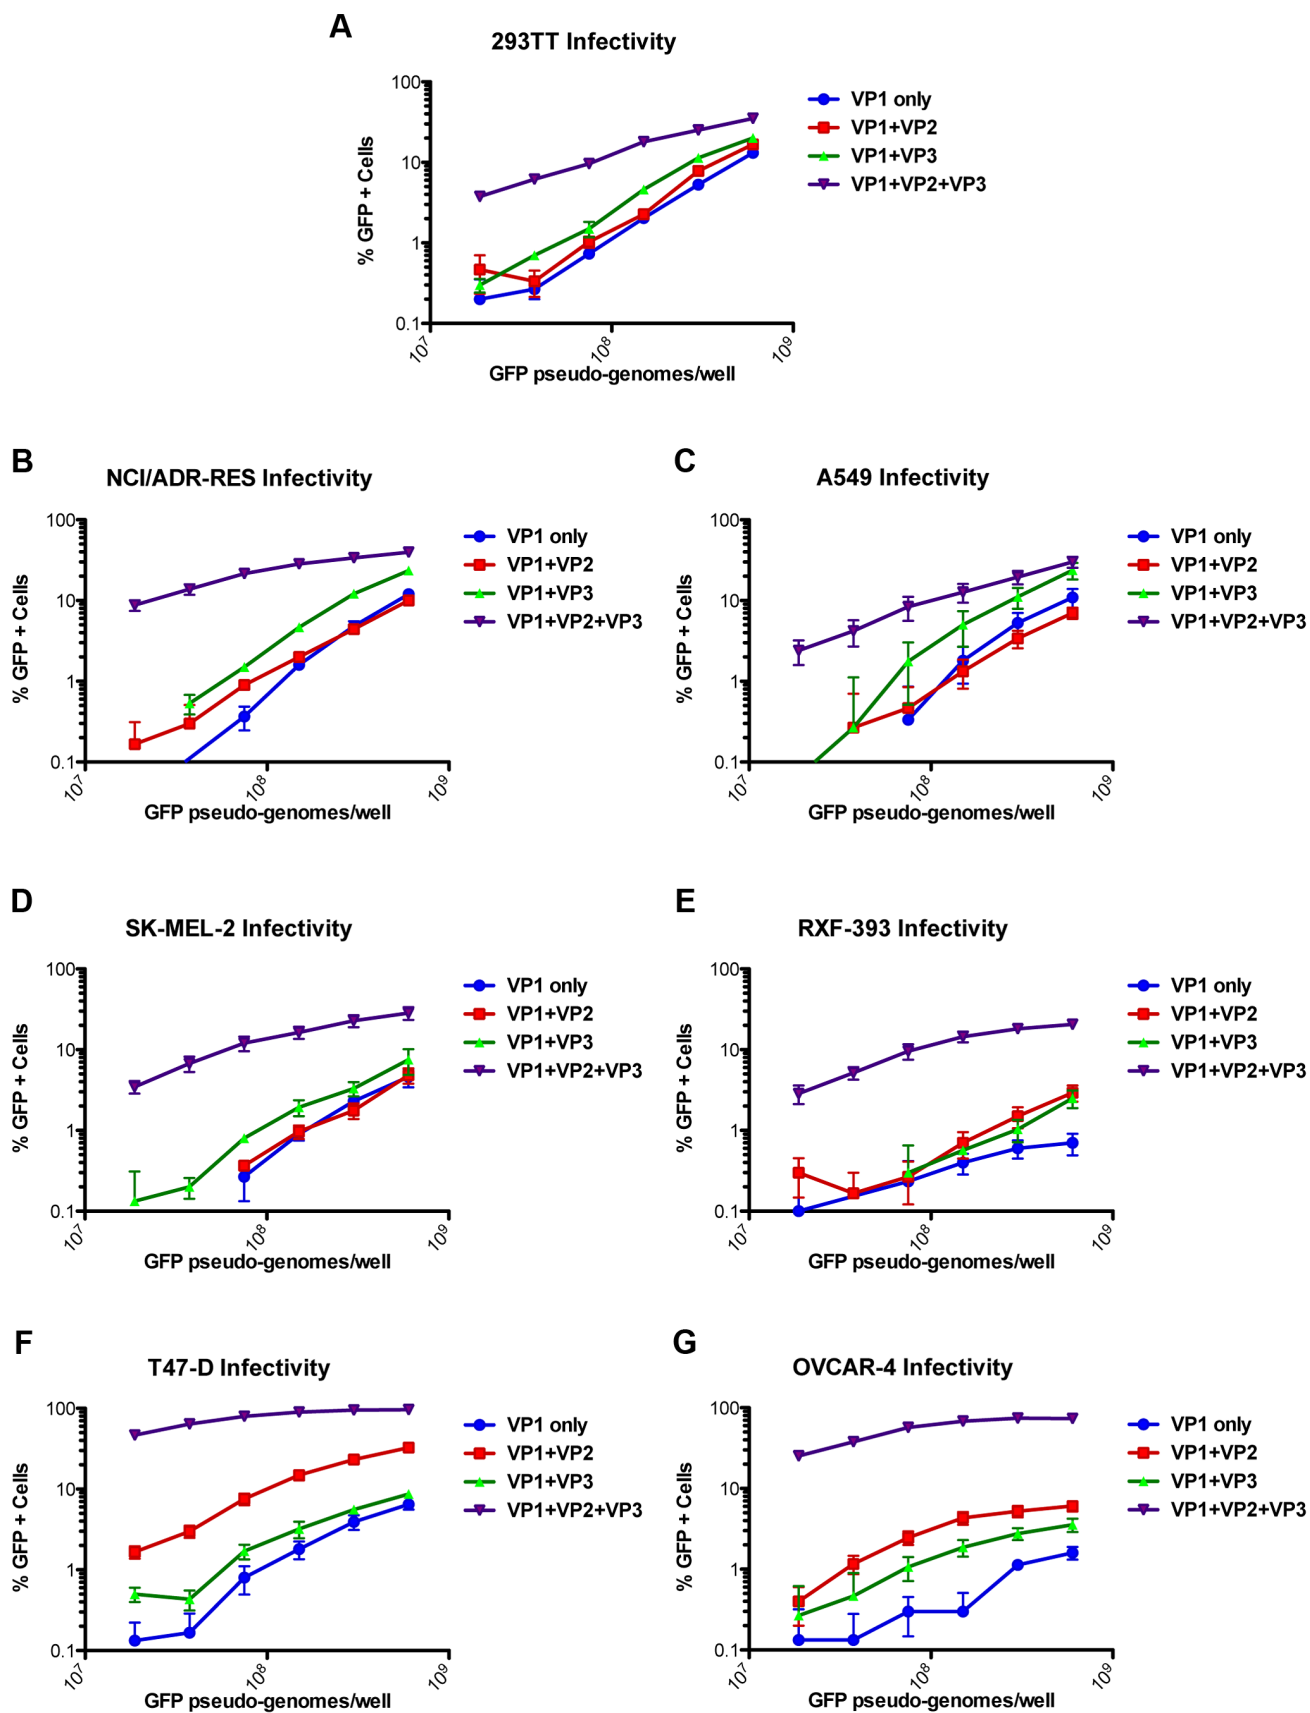 A
293TT Infectivity
100
10
1
0.1
% GFP + Cells
10^7
10^8
10^9
GFP pseudo-genomes/well
VP1 only
VP1+VP2
VP1+VP3
VP1+VP2+VP3
B
NCI/ADR-RES Infectivity
100
10
1
0.1
% GFP + Cells
10^7
10^8
10^9
GFP pseudo-genomes/well
VP1 only
VP1+VP2
VP1+VP3
VP1+VP2+VP3
C
A549 Infectivity
100
10
1
0.1
% GFP + Cells
10^7
10^8
10^9
GFP pseudo-genomes/well
VP1 only
VP1+VP2
VP1+VP3
VP1+VP2+VP3
D
SK-MEL-2 Infectivity
100
10
1
0.1
% GFP + Cells
10^7
10^8
10^9
GFP pseudo-genomes/well
VP1 only
VP1+VP2
VP1+VP3
VP1+VP2+VP3
E
RXF-393 Infectivity
100
10
1
0.1
% GFP + Cells
10^7
10^8
10^9
GFP pseudo-genomes/well
VP1 only
VP1+VP2
VP1+VP3
VP1+VP2+VP3
F
T47-D Infectivity
100
10
1
0.1
% GFP + Cells
10^7
10^8
10^9
GFP pseudo-genomes/well
VP1 only
VP1+VP2
VP1+VP3
VP1+VP2+VP3
G
OVCAR-4 Infectivity
100
10
1
0.1
% GFP + Cells
10^7
10^8
10^9
GFP pseudo-genomes/well
VP1 only
VP1+VP2
VP1+VP3
VP1+VP2+VP3